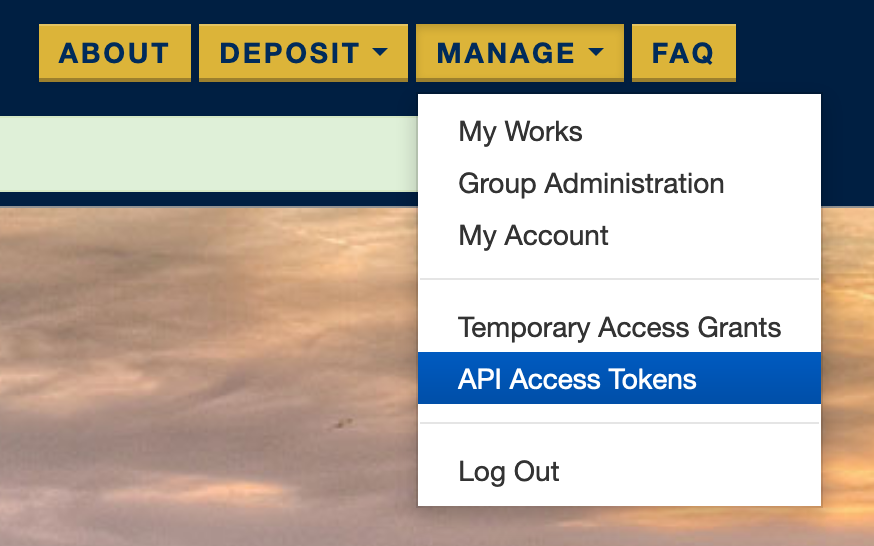 ABOUT DEPOSIT MANAGE FAQ
My Works
Group Administration
My Account
Temporary Access Grants
API Access Tokens
Log Out